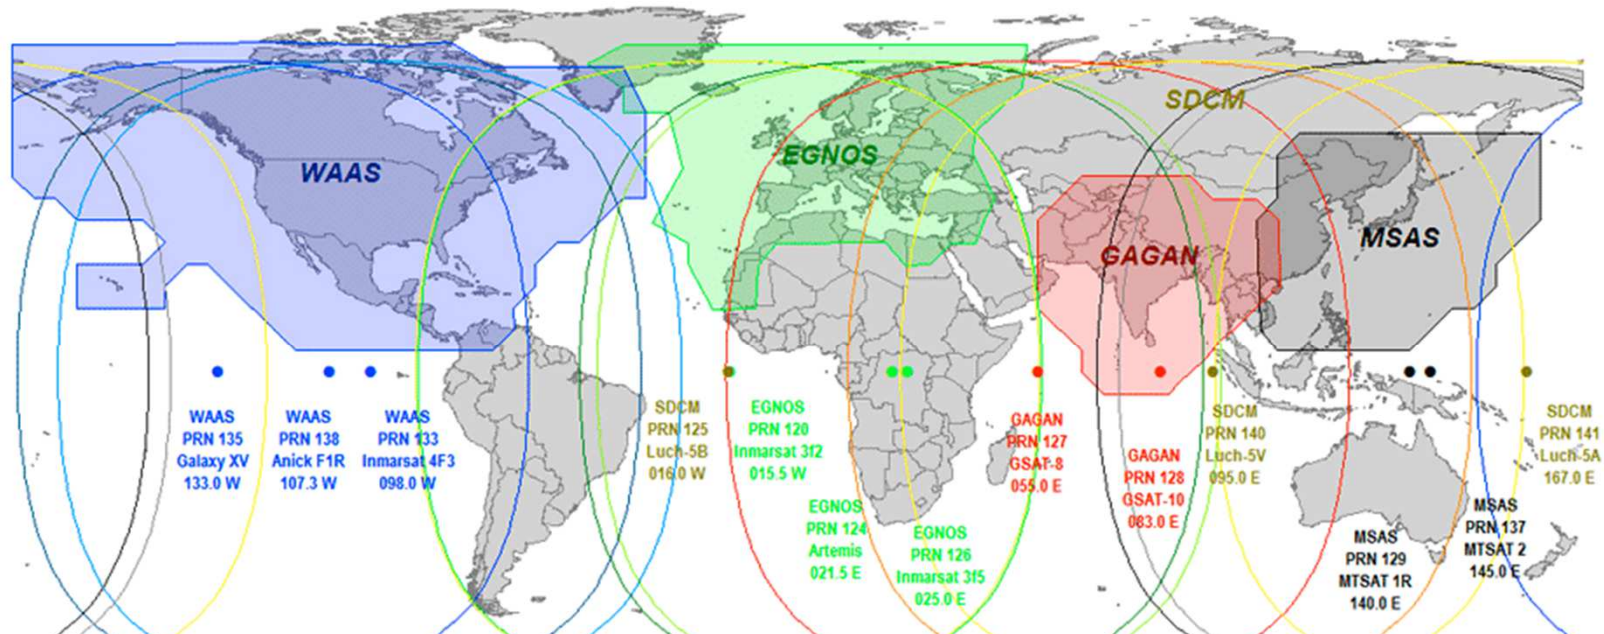 SDCM
EGNOS
WAAS
MSAS
GAGAN
WAAS
PRN 135
Galaxy XV
133.0 W
WAAS
PRN 138
Anick F1R
107.3 W
WAAS
PRN 133
Inmarsat 4F3
098.0 W
SDCM
PRN 125
Luch-5B
016.0 W
EGNOS
PRN 120
Inmarsat 3f2
015.5 W
EGNOS
PRN 124
Artemis
021.5 E
EGNOS
PRN 126
Inmarsat 3f5
025.0 E
GAGAN
PRN 127
GSAT-8
055.0 E
GAGAN
PRN 128
GSAT-10
083.0 E
SDCM
PRN 140
Luch-5V
095.0 E
MSAS
PRN 129
MTSAT 1R
140.0 E
MSAS
PRN 137
MTSAT 2
145.0 E
SDCM
PRN 141
Luch-5A
167.0 E